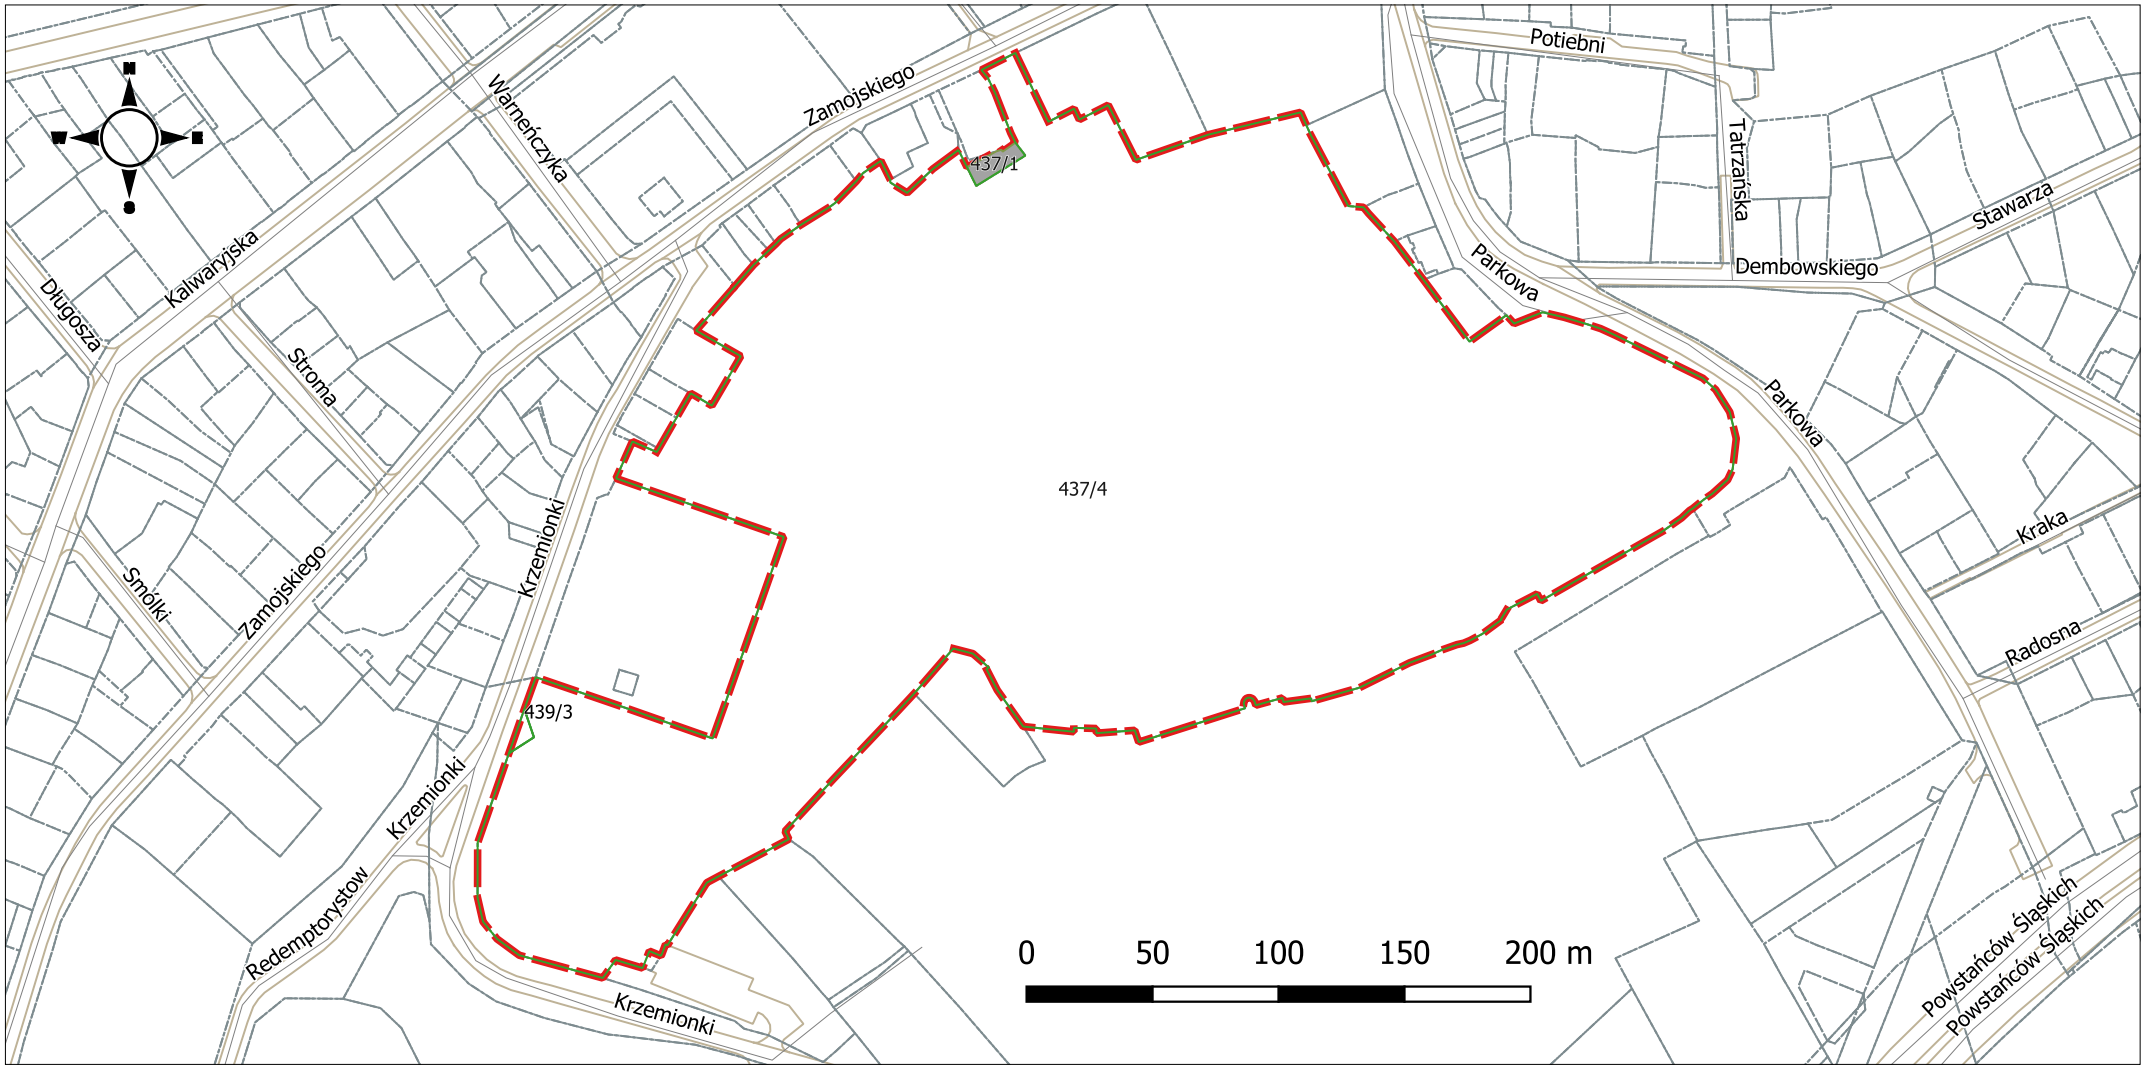 Potiebni
N
Zamojskiego
Warneńczyka
W
E
437/1
Tatrzańska
S
Stawarza
Kalwaryjska
Parkowa
Dembowskiego
Długosza
Stroma
Parkowa
437/4
Kraka
Krzemionki
Smólki
Zamojskiego
Radosna
439/3
Krzemionki
Redemptorystow
Powstańców Śląskich
Powstańców Śląskich
0 50 100 150 200 m
Krzemionki